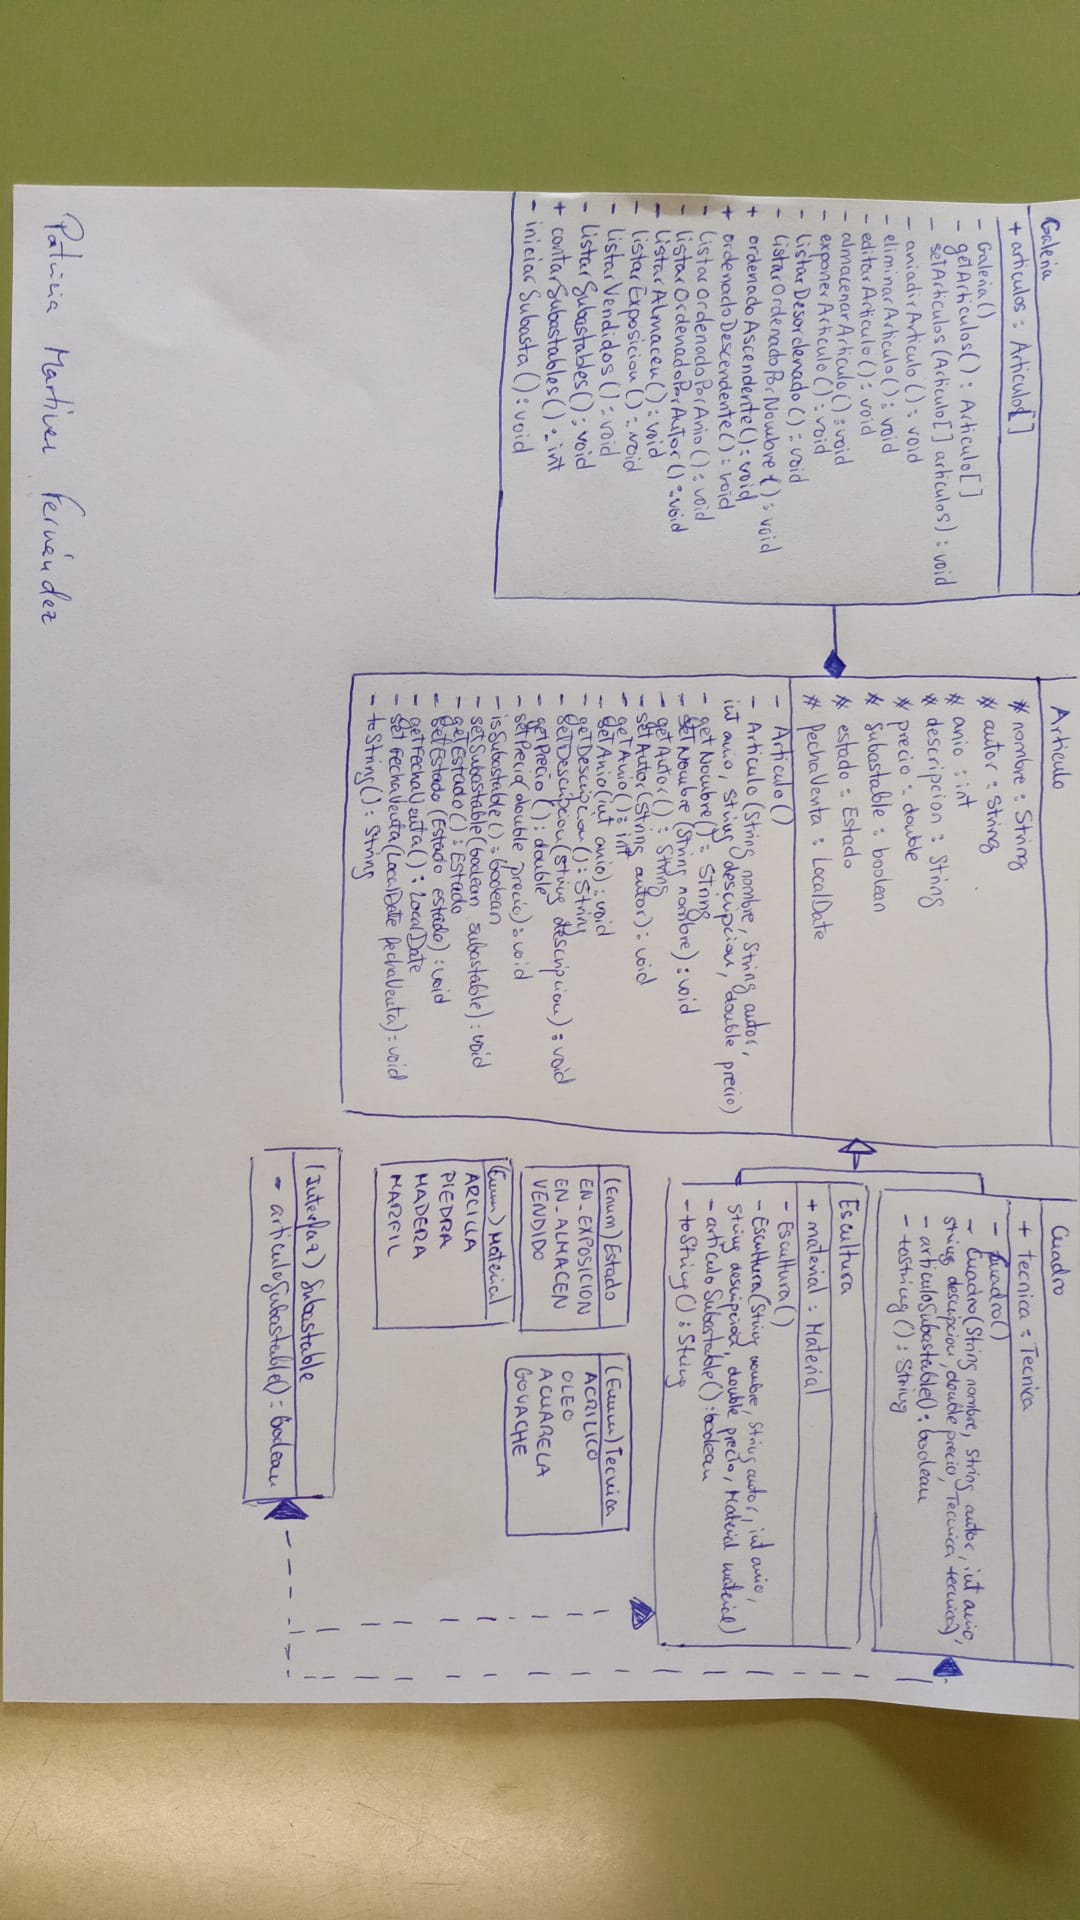 Galeria
+ articulos : Articulo[]
- Galeria()
- getArticulos() : Articulo[]
- setArticulos (Articulo[] articulos) : void
- aniadirArticulo() : void
- eliminarArticulo() : void
- editarArticulo() : void
- almacenarArticulo() : void
- exponerArticulo() : void
- listarDesordenado() : void
- listarOrdenadoPorNombre() : void
+ ordenadoAscendente() : void
+ ordenadoDescendente() : void
- listarOrdenadoPorAnio() : void
- listarOrdenadoPorAutor() : void
- listarAlmacen() : void
- listarExposicion() : void
- listarVendidos() : void
- listarSubastables() : void
+ contarSubastables() : int
- iniciarSubasta() : void
Articulo
# nombre : String
# autor : String
# anio : int
# descripcion : String
# precio : double
# subastable : boolean
# estado : Estado
# fechaVenta : LocalDate
- Articulo()
- Articulo (String nombre, String autor,
int anio, String descripcion, double precio)
- getNombre() : String
- setNombre (String nombre) : void
- getAutor() : String
- setAutor(String autor) : void
- getAnio() : int
- setAnio(int anio) : void
- getDescripcion() : String
- setDescripcion(String descripcion) : void
- getPrecio() : double
- setPrecio(double precio) : void
- isSubastable() : boolean
- setSubastable(boolean subastable) : void
- getEstado() : Estado
- setEstado (Estado estado) : void
- getFechaVenta() : LocalDate
- setFechaVenta(LocalDate fechaVenta) : void
- toString() : String
Cuadro
+ tecnica : Tecnica
- Cuadro()
- Cuadro(String nombre, String autor, int anio,
string descripcion, double precio, Tecnica tecnica)
- articuloSubastable() : boolean
- toString() : String
Escultura
+ material : Material
- Escultura()
- Escultura(String nombre, String autor, int anio,
String descripcion, double precio, Material material)
- articuloSubastable() : boolean
- toString() : String
(Enum) Estado
EN_EXPOSICION
EN_ALMACEN
VENDIDO
(Enum) Tecnica
ACRILICO
OLEO
ACUARELA
GOUACHE
(Enum) Material
ARCILLA
PIEDRA
MADERA
MARFIL
(Interfaz) Subastable
- articuloSubastable() : boolean
Patricia Martinez Fernández